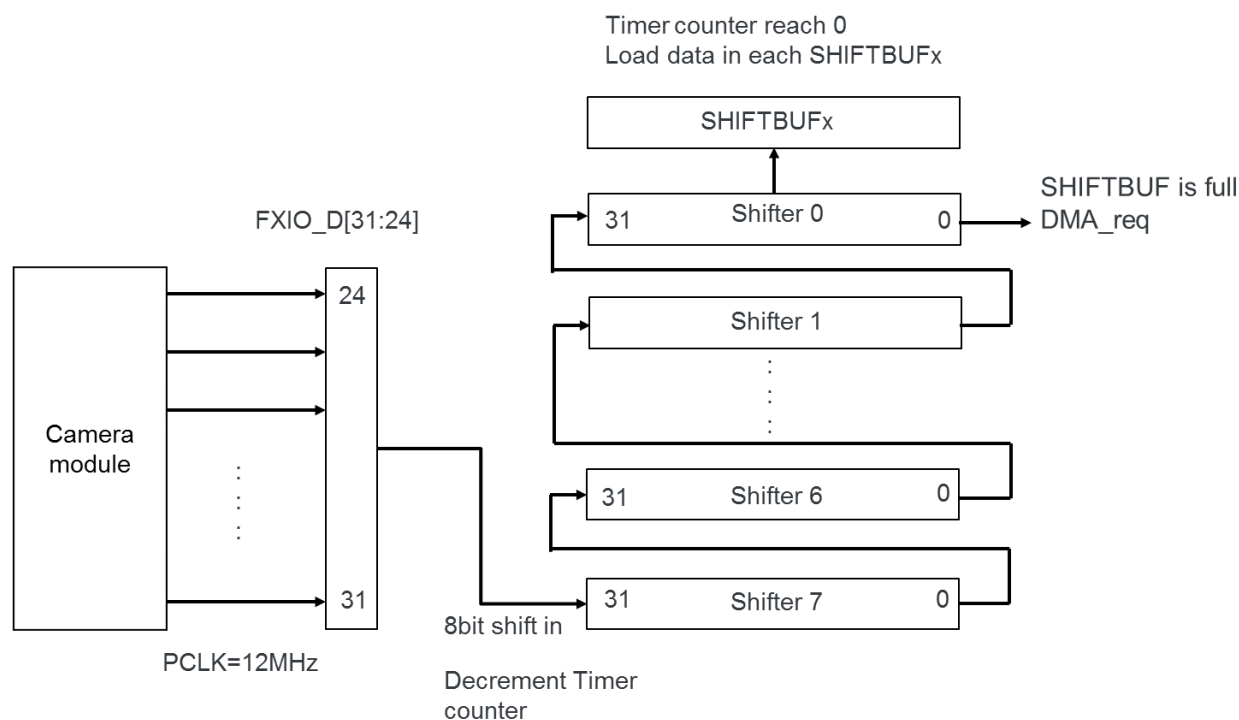 Timer counter reach 0
Load data in each SHIFTBUFx
SHIFTBUFx
SHIFTBUF is full
DMA_req
31 Shifter 0 0
FXIO_D[31:24]
24
Shifter 1
Camera
module
31 Shifter 6 0
31
31 Shifter 7 0
8bit shift in
PCLK=12MHz
Decrement Timer
counter